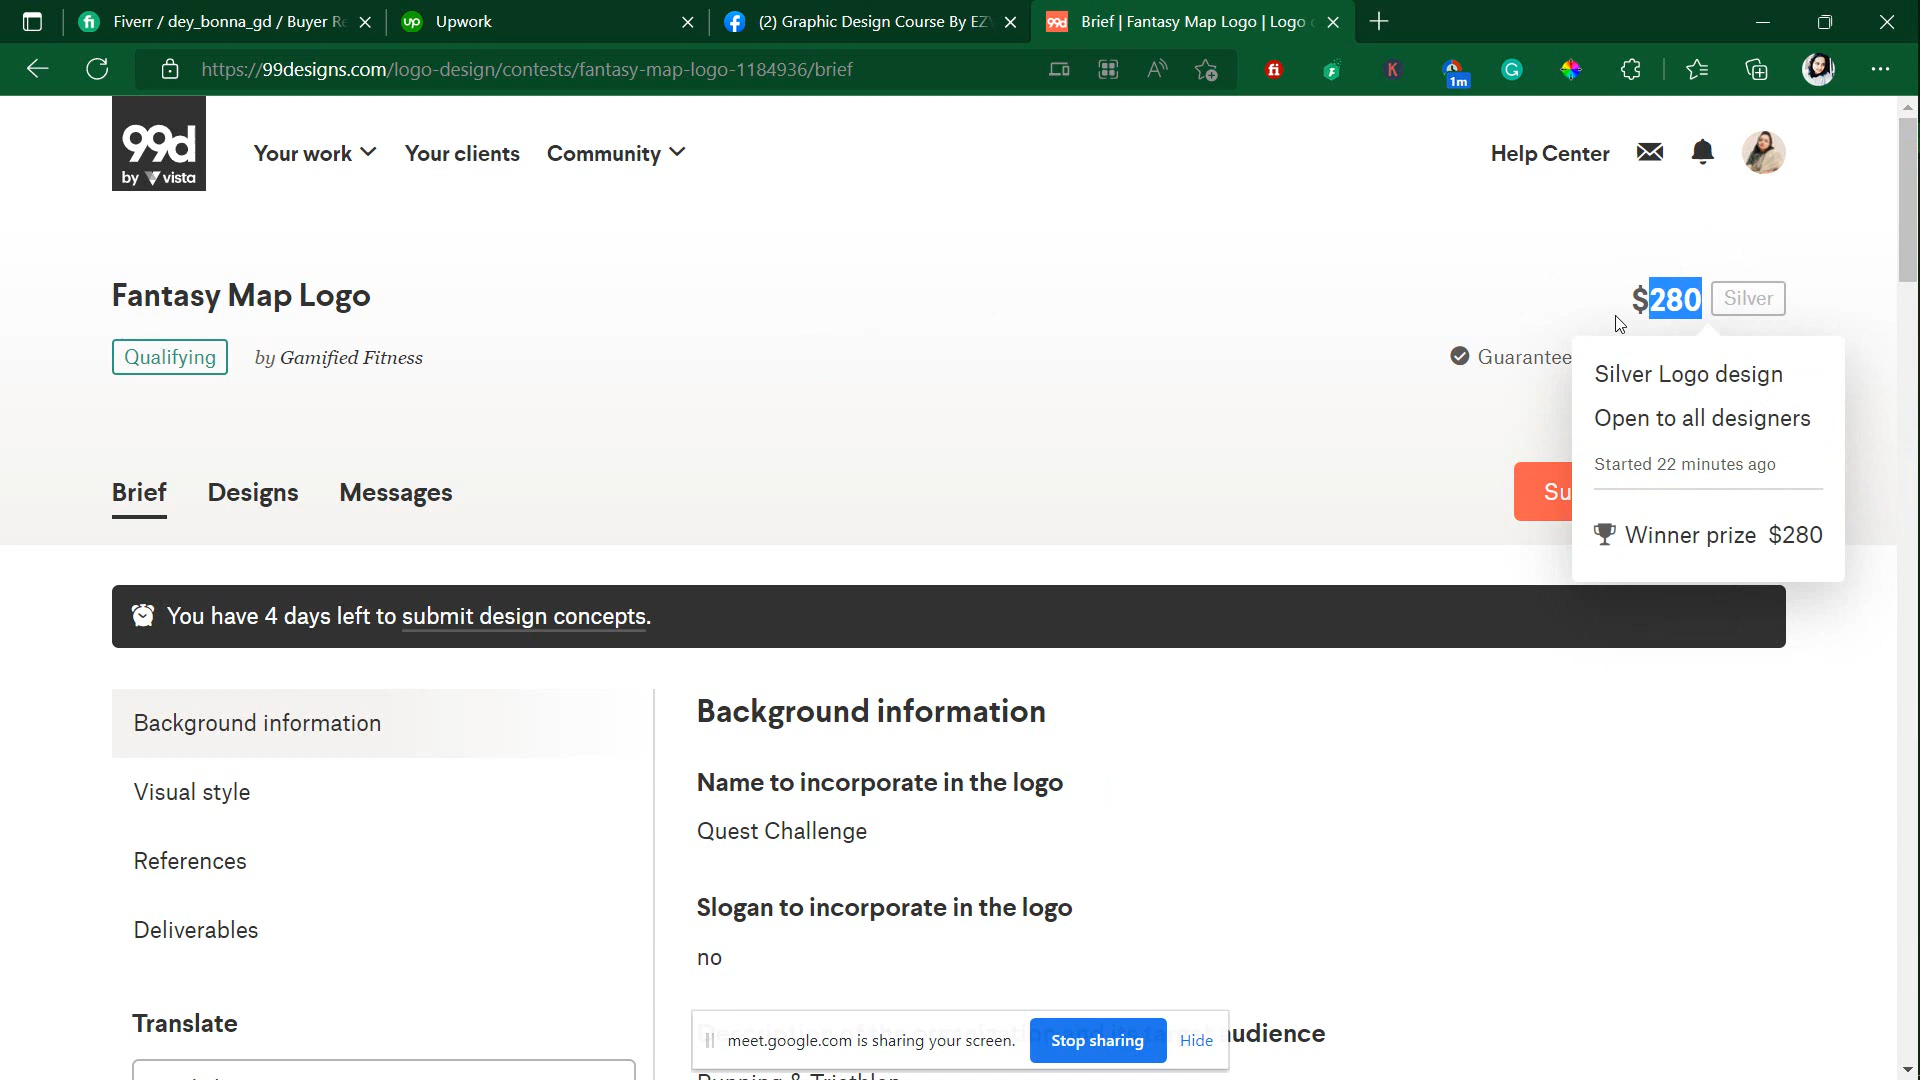 Fiverr / dey_bonna_gd / Buyer Re
Upwork
(2) Graphic Design Course By EZY
Brief | Fantasy Map Logo | Logo
https://99designs.com/logo-design/contests/fantasy-map-logo-1184936/brief
1m
99d
by vista
Your work
Your clients
Community
Help Center
Fantasy Map Logo
$280
Silver
Qualifying
by Gamified Fitness
Guarantee
Silver Logo design
Open to all designers
Started 22 minutes ago
Winner prize $280
Brief
Designs
Messages
Su
You have 4 days left to submit design concepts.
Background information
Visual style
References
Deliverables
Translate
Background information
Name to incorporate in the logo
Quest Challenge
Slogan to incorporate in the logo
no
udience
meet.google.com is sharing your screen.
Stop sharing
Hide